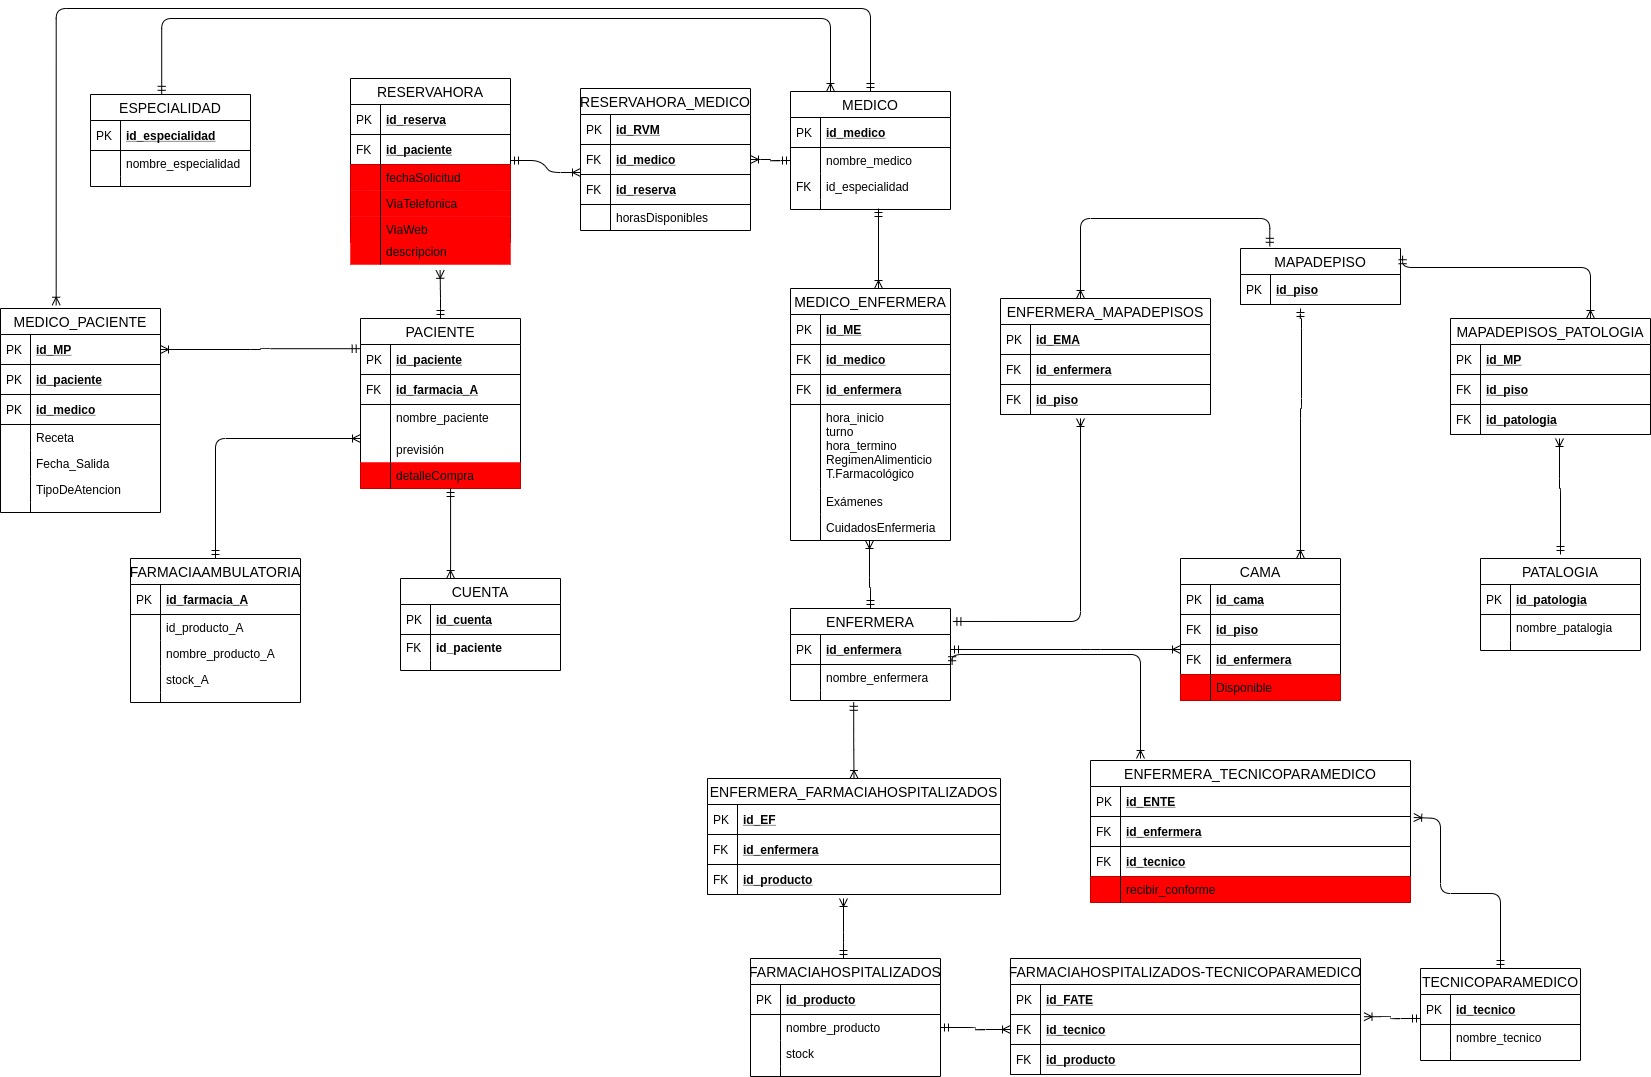 ESPECIALIDAD
PK id_especialidad
nombre_especialidad
RESERVAHORA
PK id_reserva
FK id_paciente
fechaSolicitud
ViaTelefonica
ViaWeb
descripcion
RESERVAHORA_MEDICO
PK id_RVM
FK id_medico
FK id_reserva
horasDisponibles
MEDICO
PK id_medico
nombre_medico
FK id_especialidad
MAPADEPISO
PK id_piso
MEDICO_PACIENTE
PK id_MP
PK id_paciente
PK id_medico
Receta
Fecha_Salida
TipoDeAtencion
PACIENTE
PK id_paciente
FK id_farmacia_A
nombre_paciente
previsión
detalleCompra
MEDICO_ENFERMERA
PK id_ME
FK id_medico
FK id_enfermera
hora_inicio
turno
hora_termino
RegimenAlimenticio
T.Farmacológico
Exámenes
CuidadosEnfermeria
ENFERMERA_MAPADEPISOS
PK id_EMA
FK id_enfermera
FK id_piso
MAPADEPISOS_PATOLOGIA
PK id_MP
FK id_piso
FK id_patologia
FARMACIAAMBULATORIA
PK id_farmacia_A
id_producto_A
nombre_producto_A
stock_A
CUENTA
PK id_cuenta
FK id_paciente
ENFERMERA
PK id_enfermera
nombre_enfermera
CAMA
PK id_cama
FK id_piso
FK id_enfermera
Disponible
PATALOGIA
PK id_patologia
nombre_patalogia
ENFERMERA_FARMACIAHOSPITALIZADOS
PK id_EF
FK id_enfermera
FK id_producto
ENFERMERA_TECNICOPARAMEDICO
PK id_ENTE
FK id_enfermera
FK id_tecnico
recibir_conforme
FARMACIAHOSPITALIZADOS
PK id_producto
nombre_producto
stock
FARMACIAHOSPITALIZADOS-TECNICOPARAMEDICO
PK id_FATE
FK id_tecnico
FK id_producto
TECNICOPARAMEDICO
PK id_tecnico
nombre_tecnico